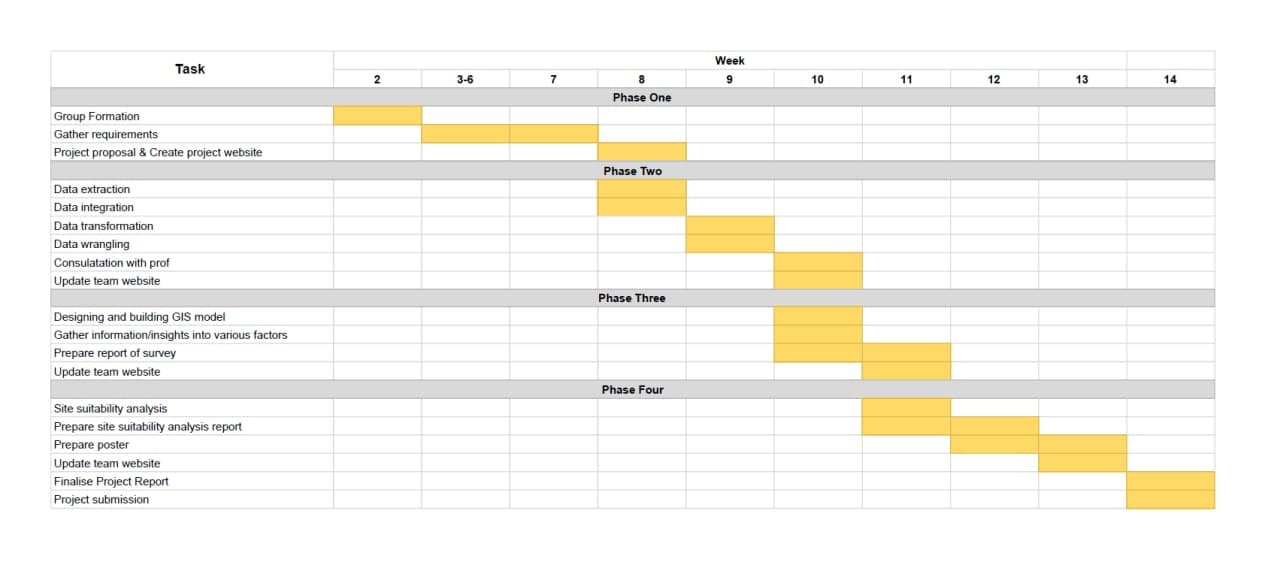 Task
Week
2 3-6 7 8 9 10 11 12 13 14
Phase One
Group Formation
Gather requirements
Project proposal & Create project website
Phase Two
Data extraction
Data integration
Data transformation
Data wrangling
Consulatation with prof
Update team website
Phase Three
Designing and building GIS model
Gather information/insights into various factors
Prepare report of survey
Update team website
Phase Four
Site suitability analysis
Prepare site suitability analysis report
Prepare poster
Update team website
Finalise Project Report
Project submission